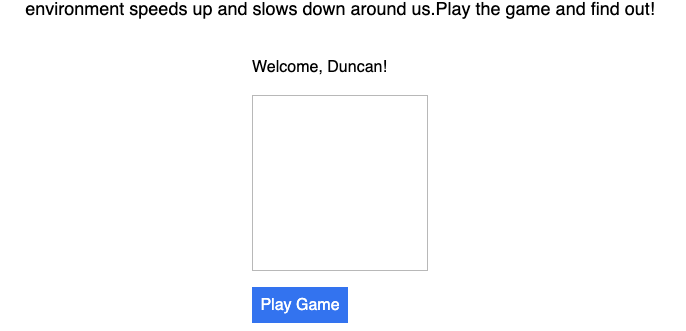 environment speeds up and slows down around us.Play the game and find out!
Welcome, Duncan!
Play Game